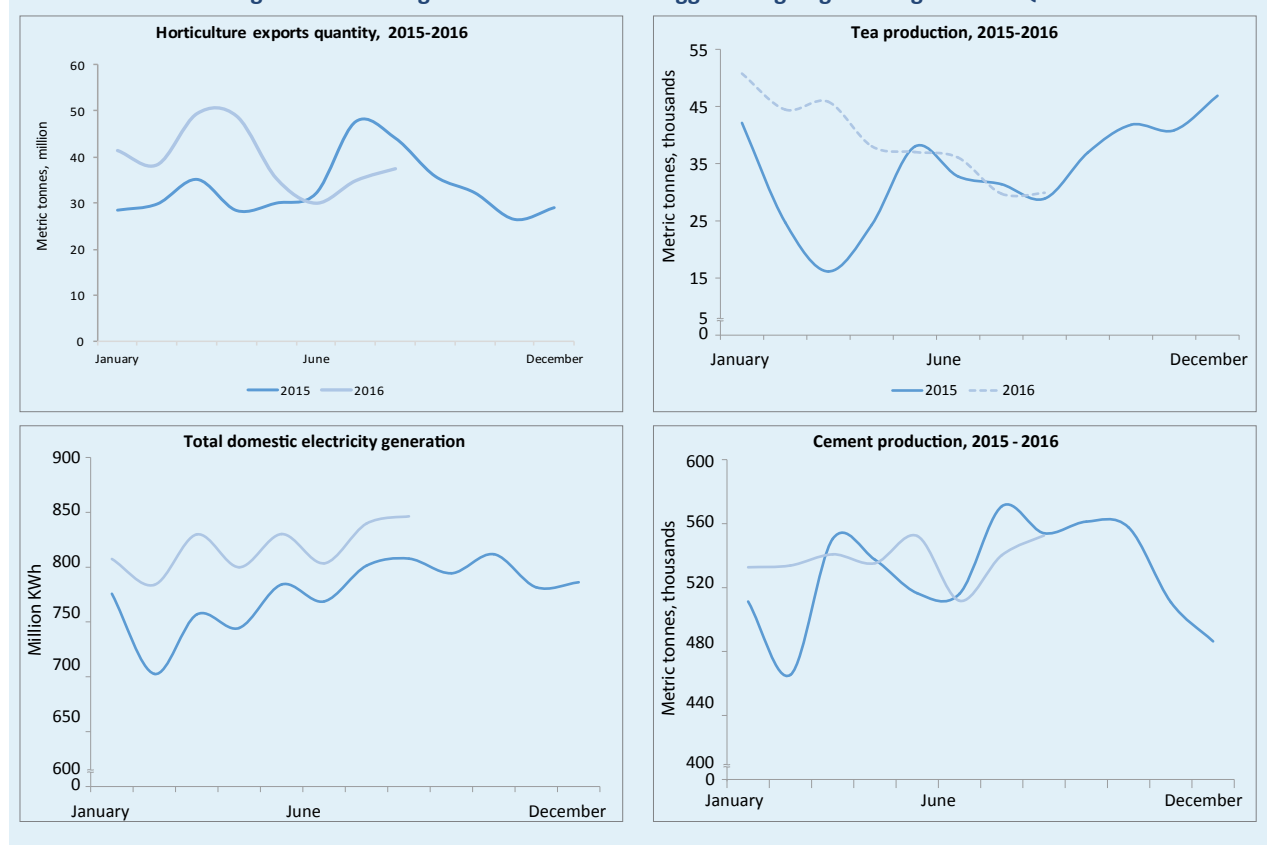 Horticulture exports quantity, 2015-2016
Metric tonnes, million
60
50
40
30
20
10
0
January June December
2015 2016
Tea production, 2015-2016
Metric tonnes, thousands
55
45
35
25
15
5
0
January June December
2015 2016
Total domestic electricity generation
Million KWh
900
850
800
750
700
650
600
0
January June December
Cement production, 2015 - 2016
Metric tonnes, thousands
600
560
520
480
440
400
0
January June December